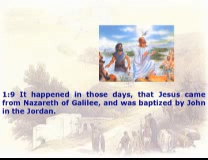 1:9 It happened in those days, that Jesus came
from Nazareth of Galilee, and was baptized by John
in the Jordan.